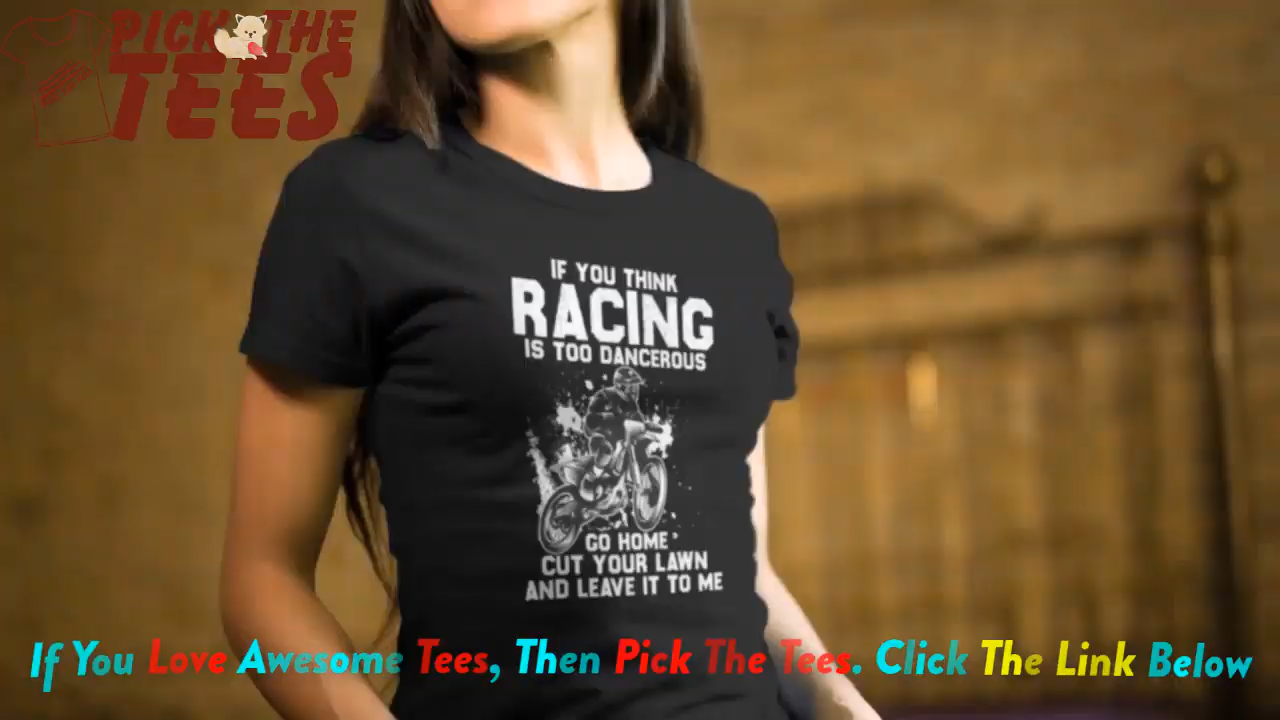 PICK THE
TEES
IF YOU THINK
RACING
IS TOO DANGEROUS
GO HOME
CUT YOUR LAWN
AND LEAVE IT TO ME
If You Love Awesome Tees, Then Pick The Tees. Click The Link Below